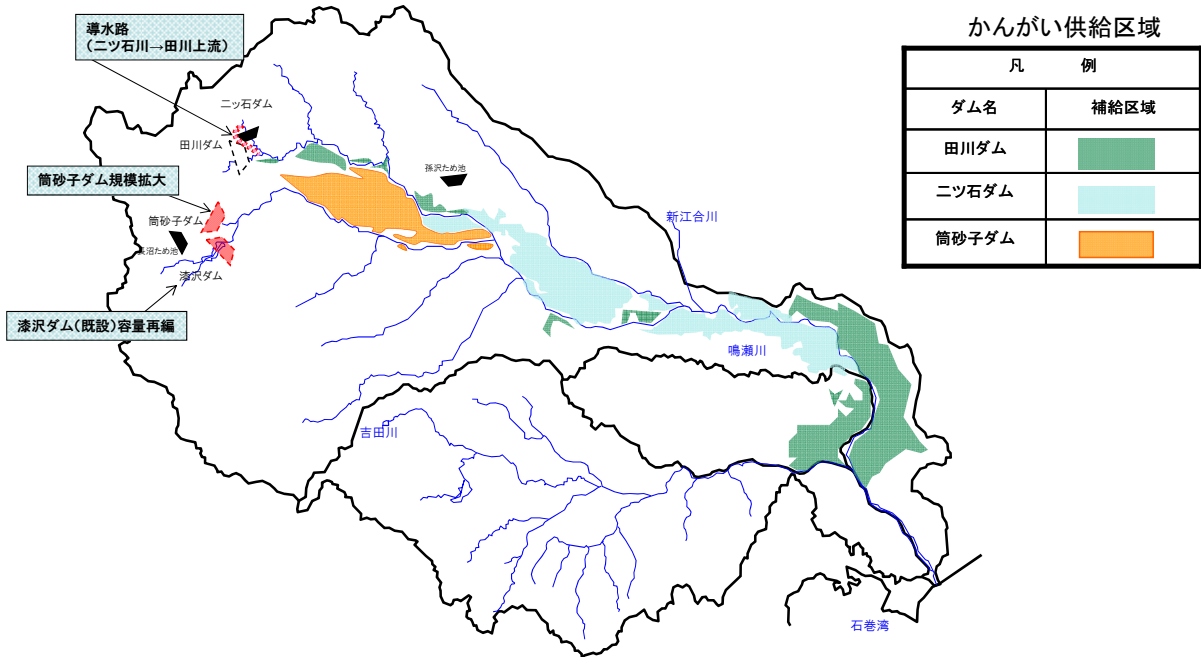 導水路
(二ツ石川→田川上流)
かんがい供給区域
凡 例
ダム名 補給区域
田川ダム
二ツ石ダム
筒砂子ダム
二ツ石ダム
田川ダム
孫沢ため池
筒砂子ダム規模拡大
筒砂子ダム
長沼ため池
漆沢ダム
漆沢ダム(既設)容量再編
新江合川
鳴瀬川
吉田川
石巻湾